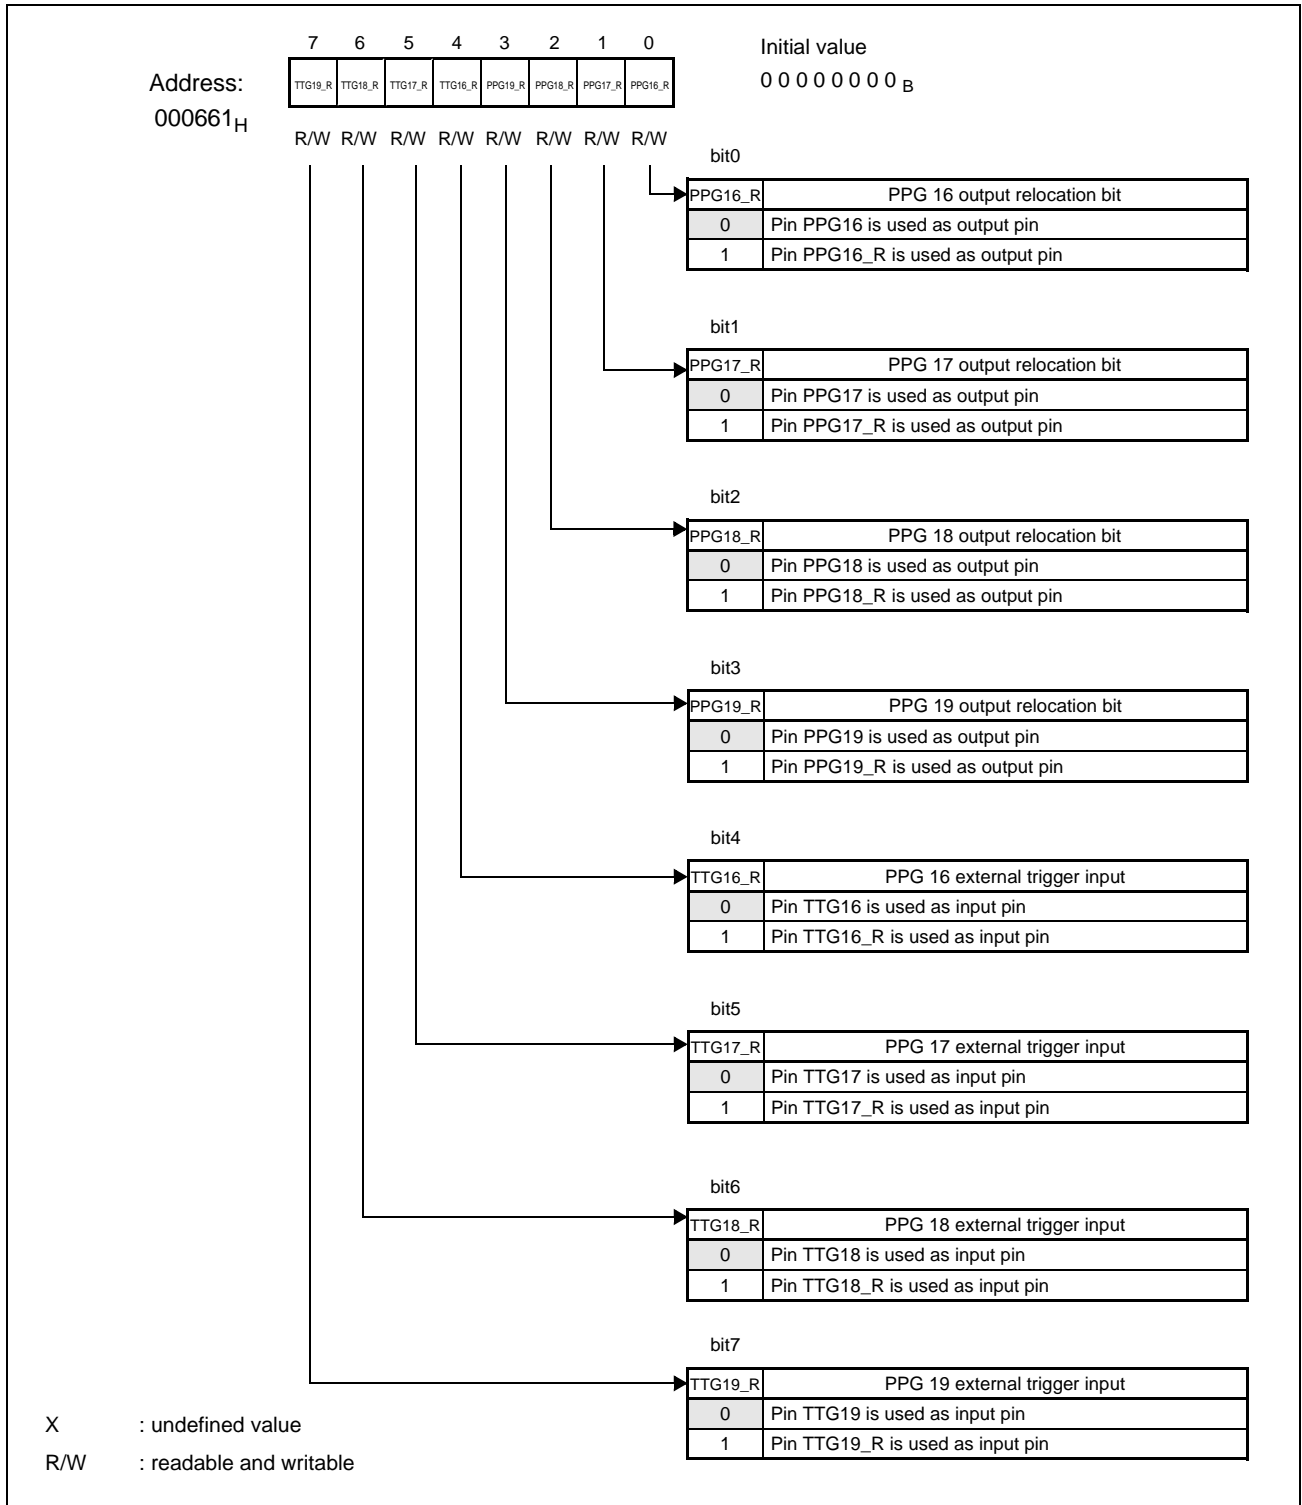 7 6 5 4 3 2 1 0
Initial value
Address:
TTG19_R TTG18_R TTG17_R TTG16_R PPG19_R PPG18_R PPG17_R PPG16_R
0 0 0 0 0 0 0 0 B
000661H
R/W R/W R/W R/W R/W R/W R/W R/W
bit0
PPG16_R PPG 16 output relocation bit
0 Pin PPG16 is used as output pin
1 Pin PPG16_R is used as output pin
bit1
PPG17_R PPG 17 output relocation bit
0 Pin PPG17 is used as output pin
1 Pin PPG17_R is used as output pin
bit2
PPG18_R PPG 18 output relocation bit
0 Pin PPG18 is used as output pin
1 Pin PPG18_R is used as output pin
bit3
PPG19_R PPG 19 output relocation bit
0 Pin PPG19 is used as output pin
1 Pin PPG19_R is used as output pin
bit4
TTG16_R PPG 16 external trigger input
0 Pin TTG16 is used as input pin
1 Pin TTG16_R is used as input pin
bit5
TTG17_R PPG 17 external trigger input
0 Pin TTG17 is used as input pin
1 Pin TTG17_R is used as input pin
bit6
TTG18_R PPG 18 external trigger input
0 Pin TTG18 is used as input pin
1 Pin TTG18_R is used as input pin
bit7
TTG19_R PPG 19 external trigger input
0 Pin TTG19 is used as input pin
1 Pin TTG19_R is used as input pin
X : undefined value
R/W : readable and writable